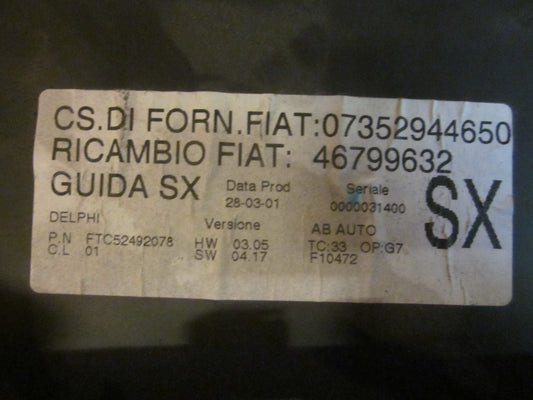 CS.DI FORN.FIAT:07352944650
RICAMBIO FIAT: 46799632
GUIDA SX Data Prod Seriale SX
28-03-01 0000031400
DELPHI Versione AB AUTO
P.N FTC52492078 HW 03.05 TC:33 OP:G7
C.L 01 SW 04.17 F10472